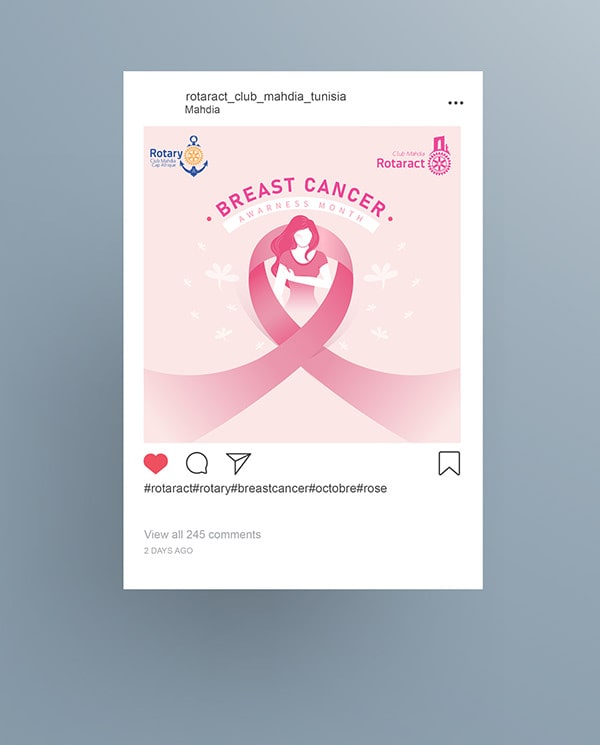 rotaract_club_mahdia_tunisia
Mahdia
Rotary
Club Mahdia
Cap Afrique
Club Mahdia
Rotaract
BREAST CANCER
AWARNESS MONTH
#rotaract#rotary#breastcancer#octobre#rose
View all 245 comments
2 DAYS AGO